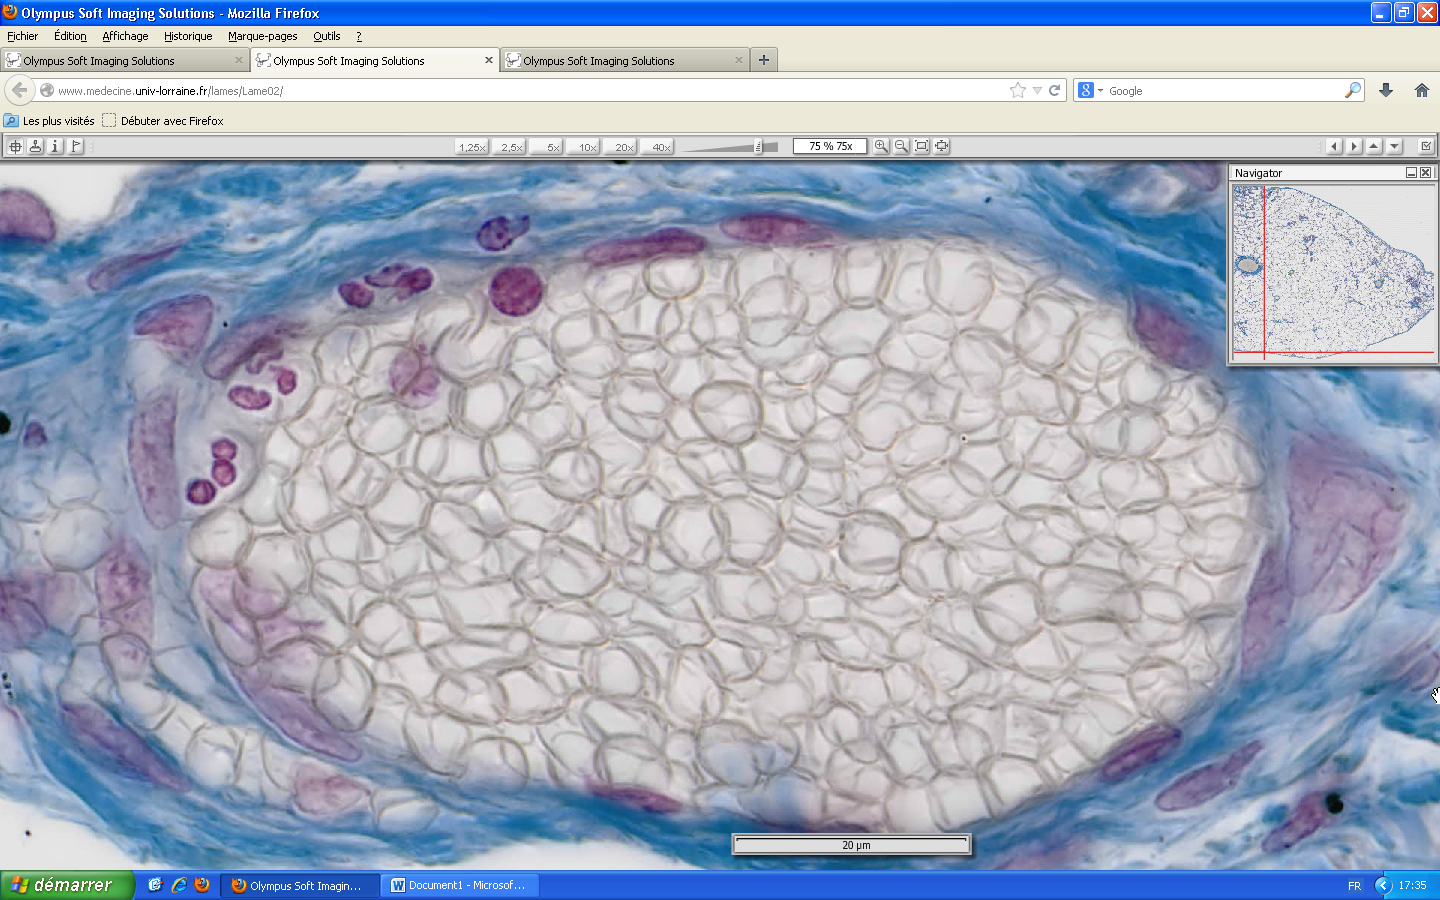 Olympus Soft Imaging Solutions - Mozilla Firefox
Fichier Édition Affichage Historique Marque-pages Outils ?
Olympus Soft Imaging Solutions Olympus Soft Imaging Solutions Olympus Soft Imaging Solutions
www.medecine.univ-lorraine.fr/lames/Lame02/ Google
Les plus visités Débuter avec Firefox
1,25x 2,5x 5x 10x 20x 40x 75 % 75x
Navigator
20 µm
démarrer Olympus Soft Imagin... Document1 - Microsof... FR 17:35